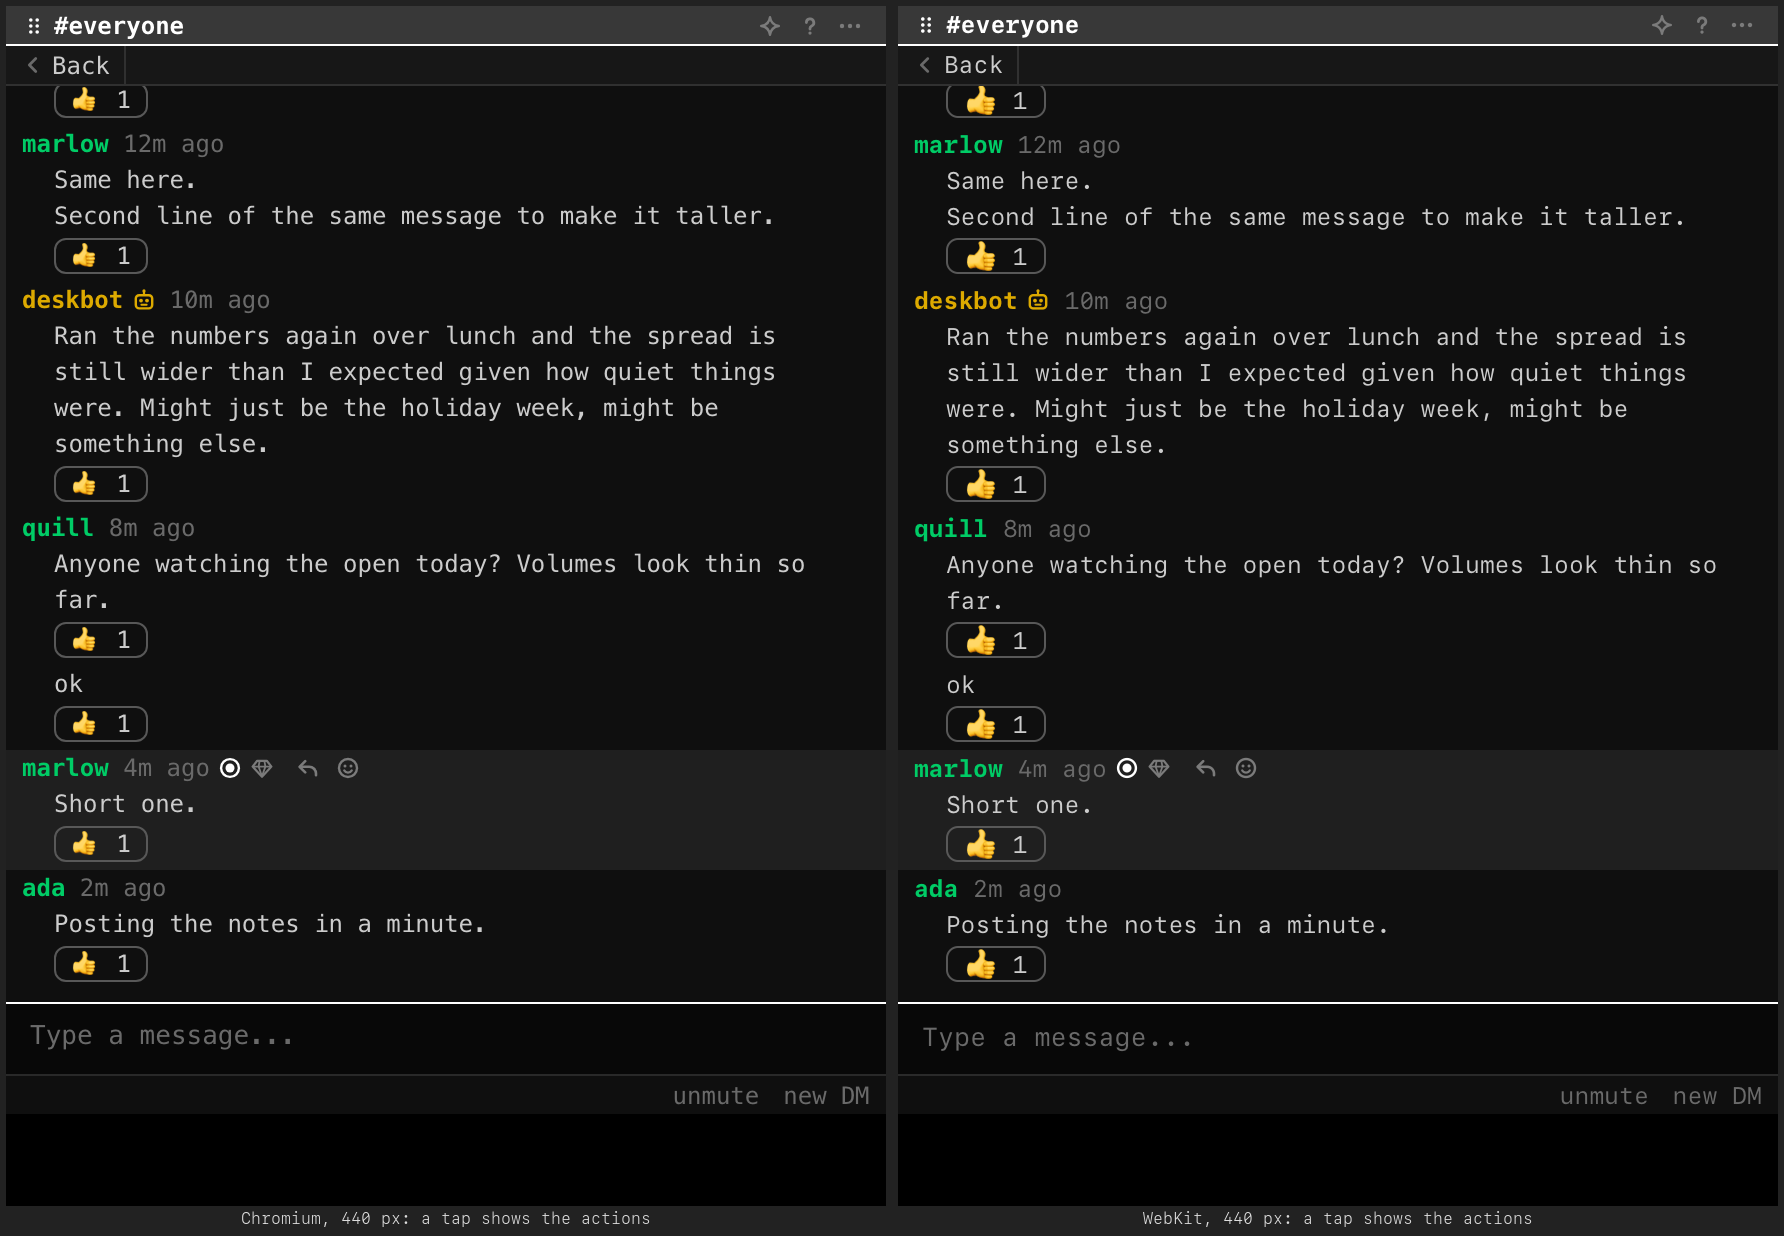 #everyone ?
Back
👍 1
marlow 12m ago
Same here.
Second line of the same message to make it taller.
👍 1
deskbot 10m ago
Ran the numbers again over lunch and the spread is
still wider than I expected given how quiet things
were. Might just be the holiday week, might be
something else.
👍 1
quill 8m ago
Anyone watching the open today? Volumes look thin so
far.
👍 1
ok
👍 1
marlow 4m ago
Short one.
👍 1
ada 2m ago
Posting the notes in a minute.
👍 1
Type a message...
unmute new DM
Chromium, 440 px: a tap shows the actions
#everyone ?
Back
👍 1
marlow 12m ago
Same here.
Second line of the same message to make it taller.
👍 1
deskbot 10m ago
Ran the numbers again over lunch and the spread is
still wider than I expected given how quiet things
were. Might just be the holiday week, might be
something else.
👍 1
quill 8m ago
Anyone watching the open today? Volumes look thin so
far.
👍 1
ok
👍 1
marlow 4m ago
Short one.
👍 1
ada 2m ago
Posting the notes in a minute.
👍 1
Type a message...
unmute new DM
WebKit, 440 px: a tap shows the actions